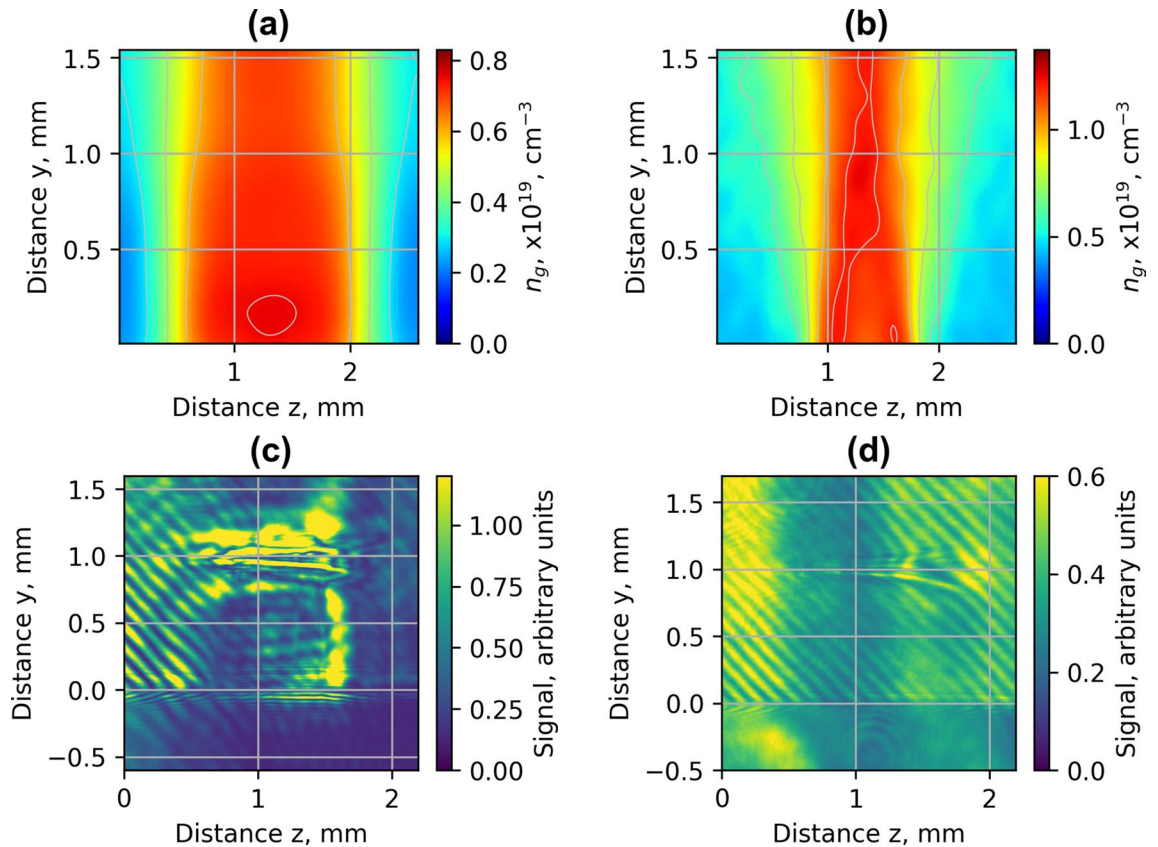 (a)
(b)
1.5
1.0
0.5
Distance y, mm
1
2
Distance z, mm
0.8
0.6
0.4
0.2
0.0
n_g, x10^19, cm^−3
1.5
1.0
0.5
Distance y, mm
1
2
Distance z, mm
1.0
0.5
0.0
n_g, x10^19, cm^−3
(c)
(d)
1.5
1.0
0.5
0.0
−0.5
Distance y, mm
0
1
2
Distance z, mm
1.00
0.75
0.50
0.25
0.00
Signal, arbitrary units
1.5
1.0
0.5
0.0
−0.5
Distance y, mm
0
1
2
Distance z, mm
0.6
0.4
0.2
0.0
Signal, arbitrary units